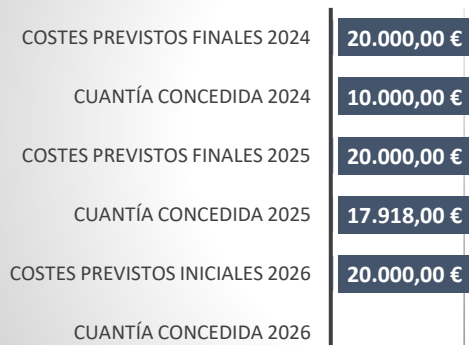 COSTES PREVISTOS FINALES 2024 20.000,00 €
CUANTÍA CONCEDIDA 2024 10.000,00 €
COSTES PREVISTOS FINALES 2025 20.000,00 €
CUANTÍA CONCEDIDA 2025 17.918,00 €
COSTES PREVISTOS INICIALES 2026 20.000,00 €
CUANTÍA CONCEDIDA 2026